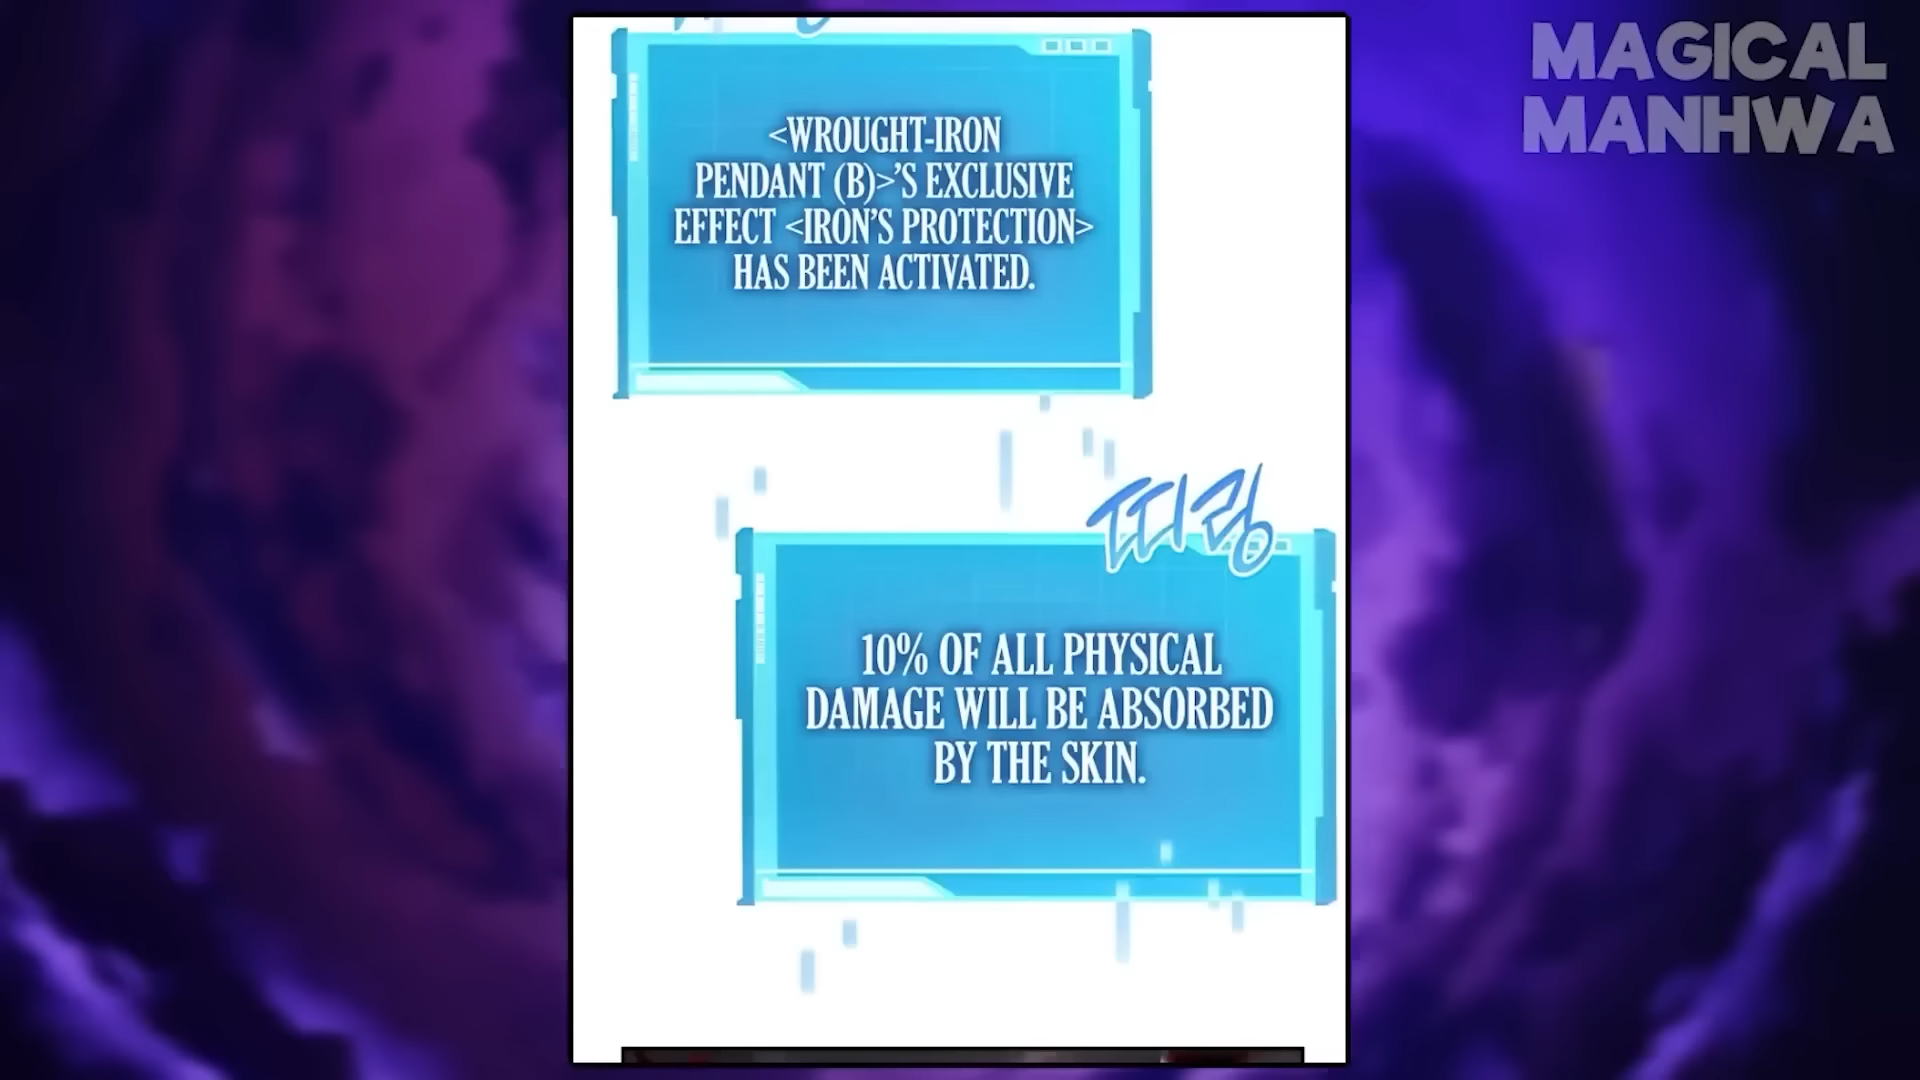 MAGICAL
MANHWA
<WROUGHT-IRON
PENDANT (B)>'S EXCLUSIVE
EFFECT <IRON'S PROTECTION>
HAS BEEN ACTIVATED.
띠링
10% OF ALL PHYSICAL
DAMAGE WILL BE ABSORBED
BY THE SKIN.